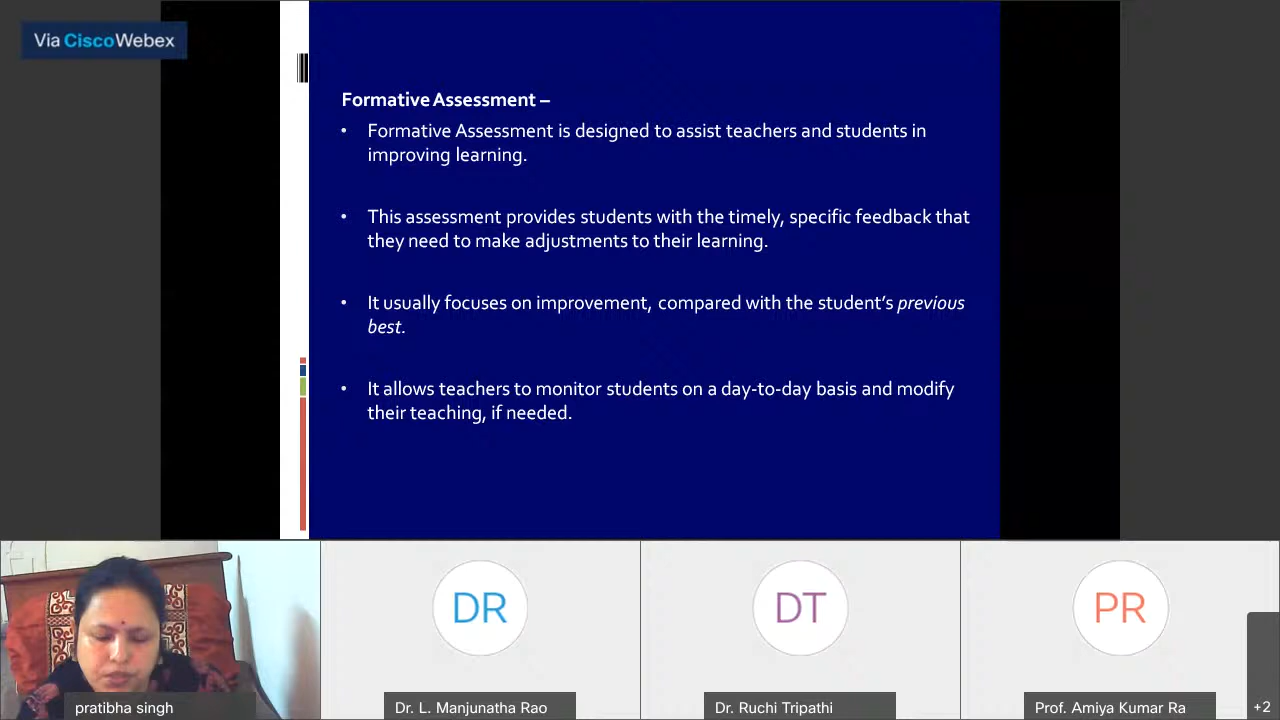 Via Cisco Webex
Formative Assessment –
• Formative Assessment is designed to assist teachers and students in
improving learning.
• This assessment provides students with the timely, specific feedback that
they need to make adjustments to their learning.
• It usually focuses on improvement, compared with the student's previous
best.
• It allows teachers to monitor students on a day-to-day basis and modify
their teaching, if needed.
DR
DT
PR
pratibha singh
Dr. L. Manjunatha Rao
Dr. Ruchi Tripathi
Prof. Amiya Kumar Ra
+2